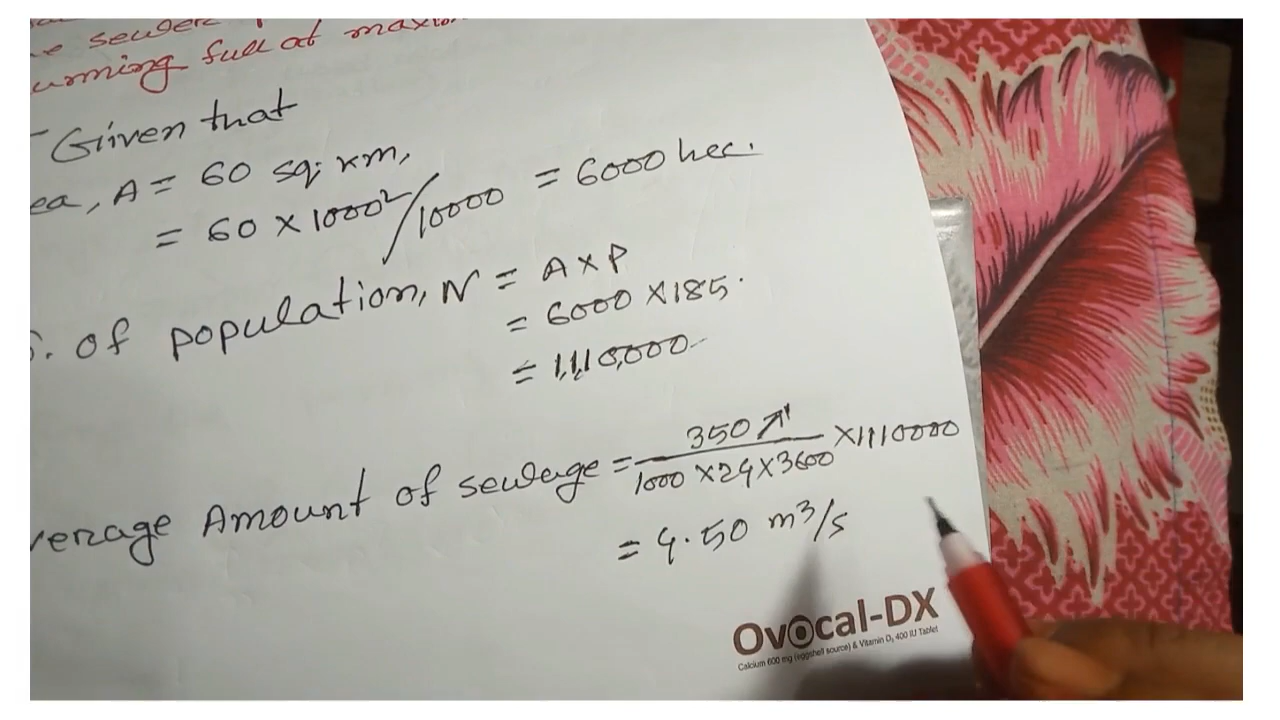 sewer
urming full at max
Given that
ea, A = 60 sq. km,
= 60 × 1000²/10000 = 6000 hec.
. of population, N = A × P
= 6000 × 185.
= 1,110,000
verage Amount of sewage = 350 / 1000 × 24 × 3600 × 1110000
= 4.50 m³/s
Ovocal-DX
Calcium 600 mg (eggshell source) & Vitamin D₃ 400 IU Tablet